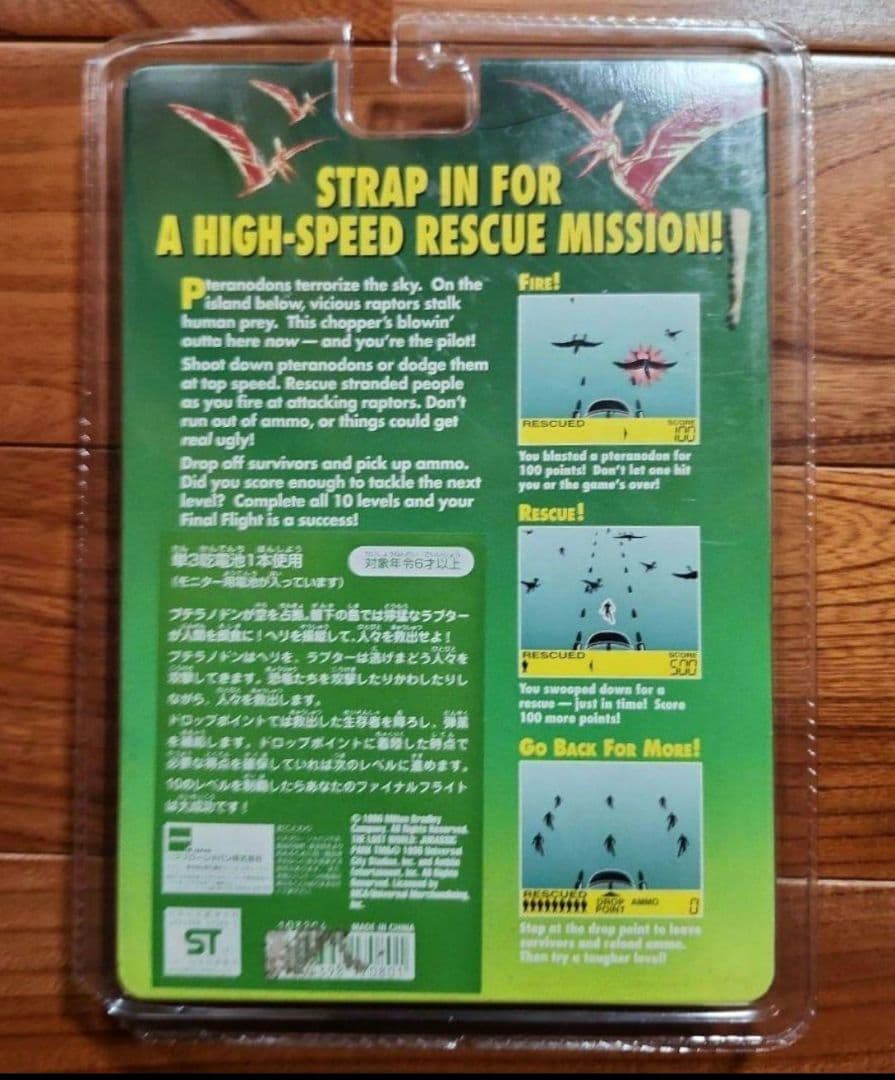 STRAP IN FOR
A HIGH-SPEED RESCUE MISSION!
Pteranodons terrorize the sky. On the
island below, vicious raptors stalk
human prey. This chopper's blowin'
outta here now — and you're the pilot!
Shoot down pteranodons or dodge them
at top speed. Rescue stranded people
as you fire at attacking raptors. Don't
run out of ammo, or things could get
real ugly!
Drop off survivors and pick up ammo.
Did you score enough to tackle the next
level? Complete all 10 levels and your
Final Flight is a success!
FIRE!
RESCUED
SCORE
100
You blasted a pteranodon for
100 points! Don't let one hit
you or the game's over!
RESCUE!
RESCUED
SCORE
500
You swooped down for a
rescue — just in time! Score
100 more points!
GO BACK FOR MORE!
RESCUED
DROP
POINT
AMMO
0
Stop at the drop point to leave
survivors and reload ammo.
Then try a tougher level!
単3乾電池1本使用
(モニター用電池が入っています)
対象年令6才以上
プテラノドンが空を占拠、眼下の島では獰猛なラプター
が人間を餌食に!ヘリを操縦して、人々を救出せよ!
プテラノドンはヘリを、ラプターは逃げまどう人々を
攻撃してきます。恐竜たちを攻撃したりかわしたりし
ながら、人々を救出します。
ドロップポイントでは救出した生存者を降ろし、弾薬
を補給します。ドロップポイントに着陸した時点で
必要な得点を確保していれば次のレベルに進めます。
10のレベルを制覇したらあなたのファイナルフライト
は大成功です!
© 1996 Milton Bradley
Company. All Rights Reserved.
THE LOST WORLD: JURASSIC
PARK TM&© 1996 Universal
City Studios, Inc. and Amblin
Entertainment, Inc. All Rights
Reserved. Licensed by
MCA/Universal Merchandising,
Inc.
ST
MADE IN CHINA